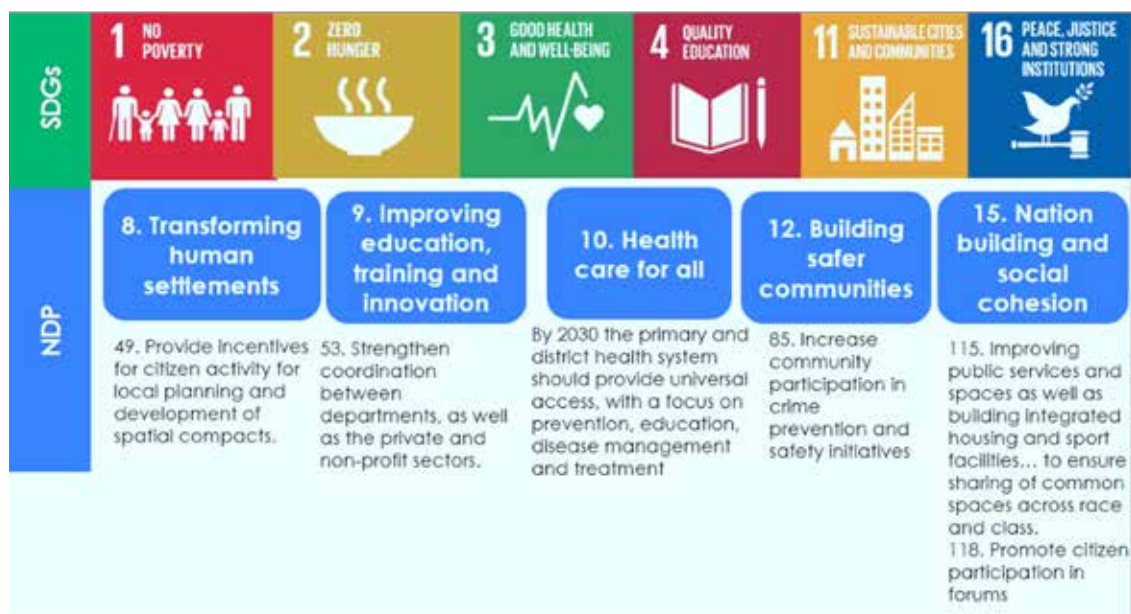 SDGs
1 NO
POVERTY
2 ZERO
HUNGER
3 GOOD HEALTH
AND WELL-BEING
4 QUALITY
EDUCATION
11 SUSTAINABLE CITIES
AND COMMUNITIES
16 PEACE, JUSTICE
AND STRONG
INSTITUTIONS
NDP
8. Transforming
human
settlements
49. Provide incentives
for citizen activity for
local planning and
development of
spatial compacts.
9. Improving
education,
training and
innovation
53. Strengthen
coordination
between
departments, as well
as the private and
non-profit sectors.
10. Health
care for all
By 2030 the primary and
district health system
should provide universal
access, with a focus on
prevention, education,
disease management
and treatment
12. Building
safer
communities
85. Increase
community
participation in
crime
prevention and
safety initiatives
15. Nation
building and
social
cohesion
115. Improving
public services and
spaces as well as
building integrated
housing and sport
facilities... to ensure
sharing of common
spaces across race
and class.
118. Promote citizen
participation in
forums